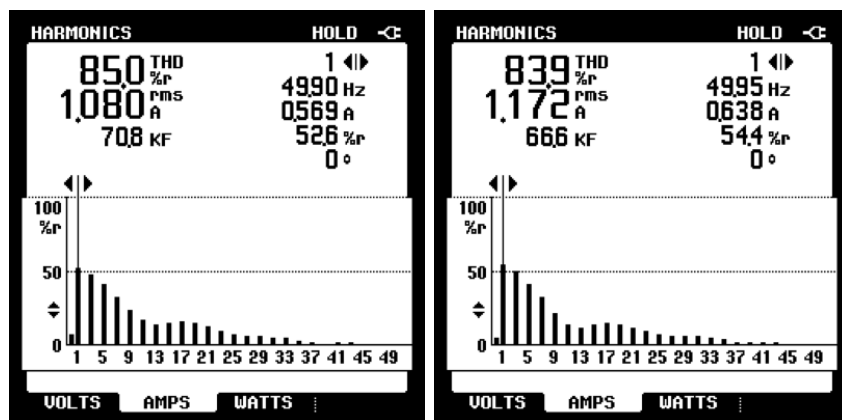 HARMONICS HOLD
85.0 THD %r 1
1.080 rms A 49.90 Hz
0.569 A
70.8 KF 52.6 %r
0 °
100
%r
50
0
1 5 9 13 17 21 25 29 33 37 41 45 49
VOLTS AMPS WATTS
HARMONICS HOLD
83.9 THD %r 1
1.172 rms A 49.95 Hz
0.638 A
66.6 KF 54.4 %r
0 °
100
%r
50
0
1 5 9 13 17 21 25 29 33 37 41 45 49
VOLTS AMPS WATTS